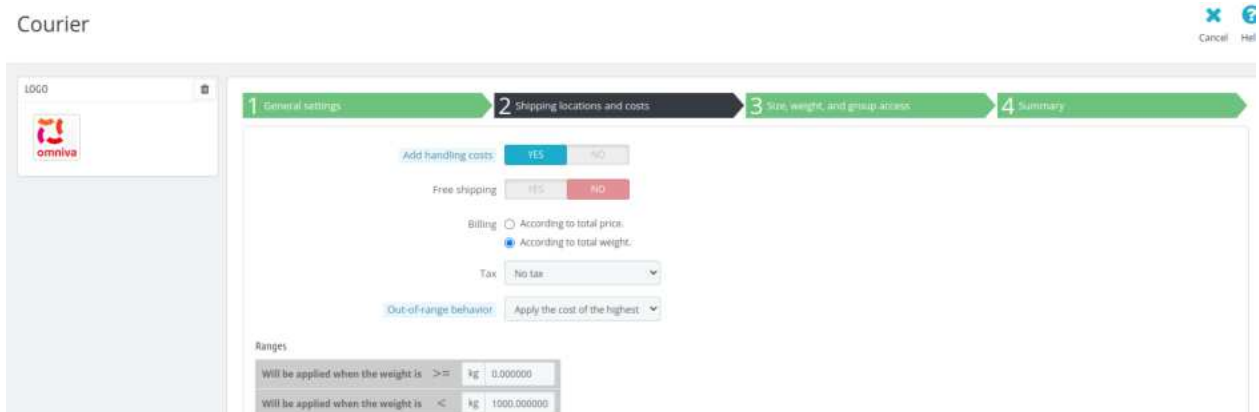 Courier
Cancel
LOGO
omniva
1 General settings
2 Shipping locations and costs
3 Size, weight, and group access
4 Summary
Add handling costs YES NO
Free shipping YES NO
Billing According to total price.
According to total weight.
Tax No tax
Out-of-range behavior Apply the cost of the highest
Ranges
Will be applied when the weight is >= kg 0.000000
Will be applied when the weight is < kg 1000.000000